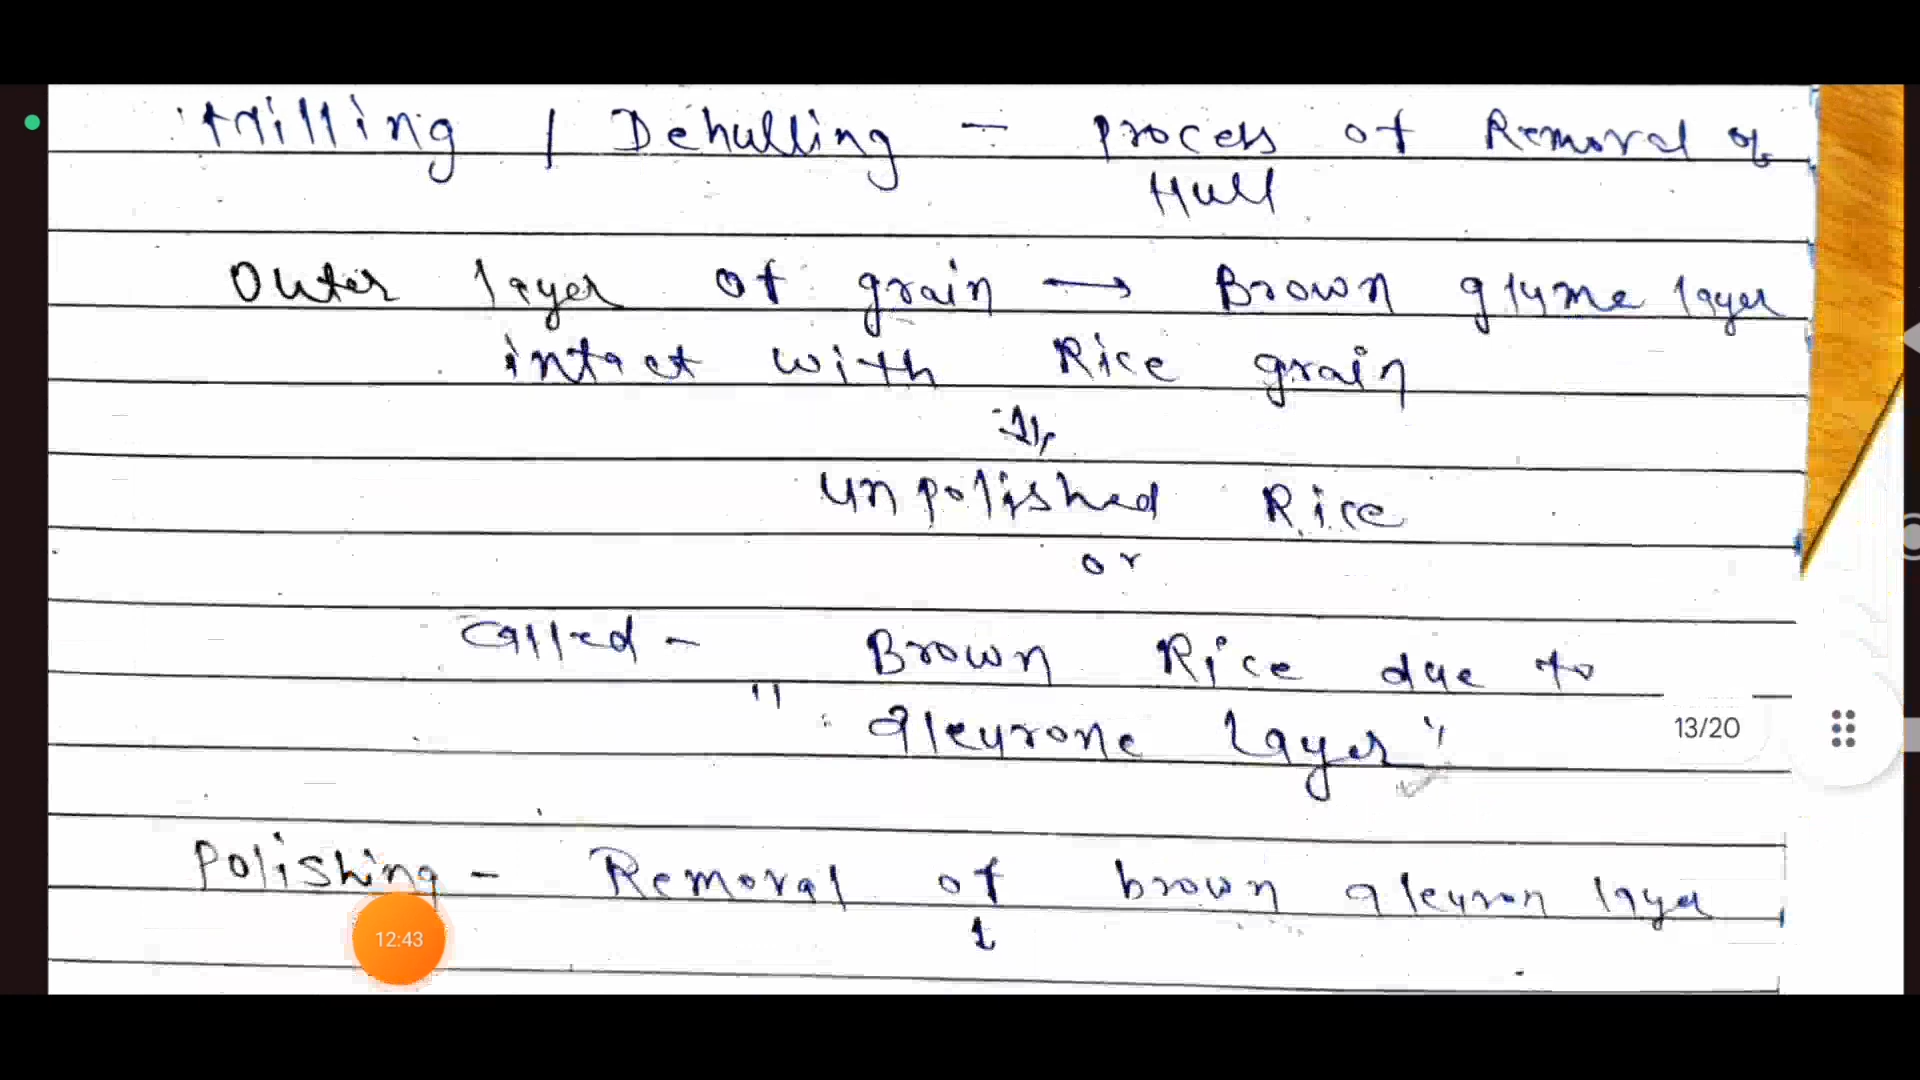 Milling / Dehulling - Process of Removal of
Hull
Outer layer of grain → Brown glume layer
intact with Rice grain
unpolished Rice
or
Called - Brown Rice due to
" aleurone Layer"
13/20
Polishing - Removal of brown aleuron layer
12:43